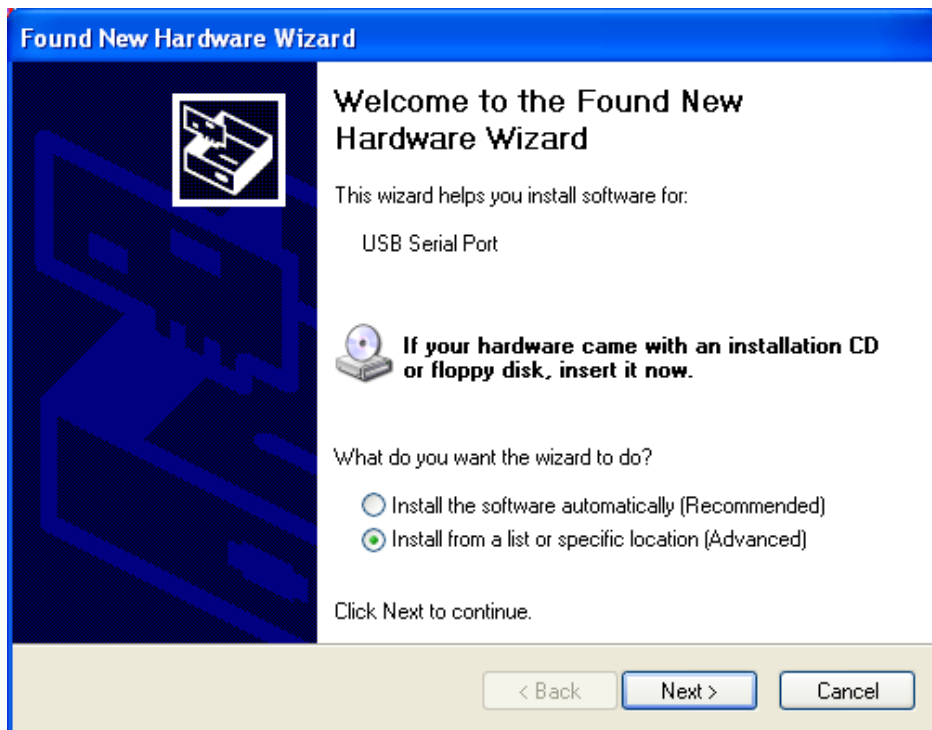 Found New Hardware Wizard
Welcome to the Found New
Hardware Wizard
This wizard helps you install software for:
USB Serial Port
If your hardware came with an installation CD
or floppy disk, insert it now.
What do you want the wizard to do?
Install the software automatically (Recommended)
Install from a list or specific location (Advanced)
Click Next to continue.
< Back Next > Cancel